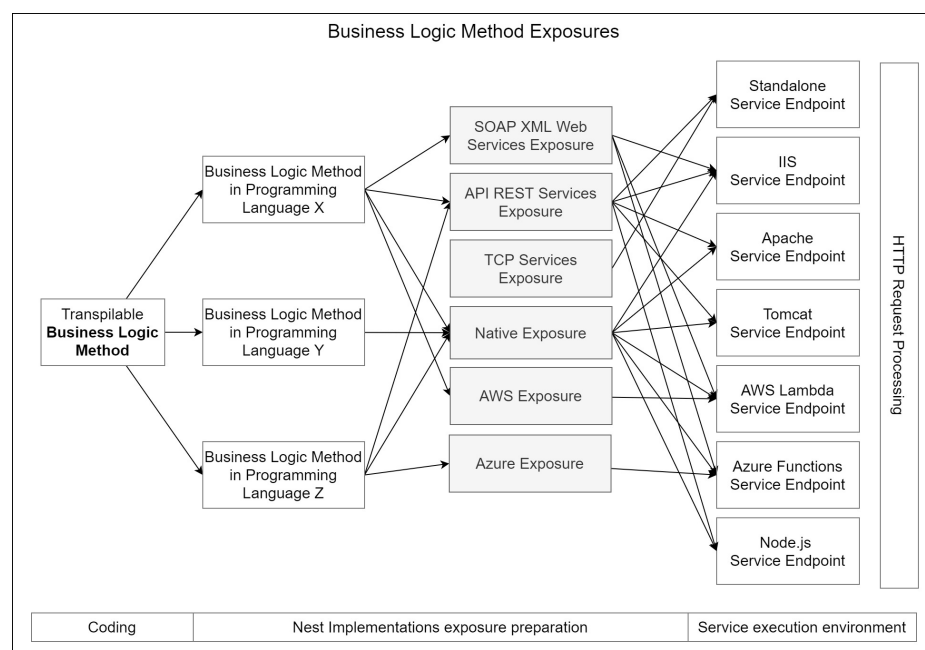 Business Logic Method Exposures
Transpilable
Business Logic
Method
Business Logic Method
in Programming
Language X
Business Logic Method
in Programming
Language Y
Business Logic Method
in Programming
Language Z
SOAP XML Web
Services Exposure
API REST Services
Exposure
TCP Services
Exposure
Native Exposure
AWS Exposure
Azure Exposure
Standalone
Service Endpoint
IIS
Service Endpoint
Apache
Service Endpoint
Tomcat
Service Endpoint
AWS Lambda
Service Endpoint
Azure Functions
Service Endpoint
Node.js
Service Endpoint
HTTP Request Processing
Coding
Nest Implementations exposure preparation
Service execution environment